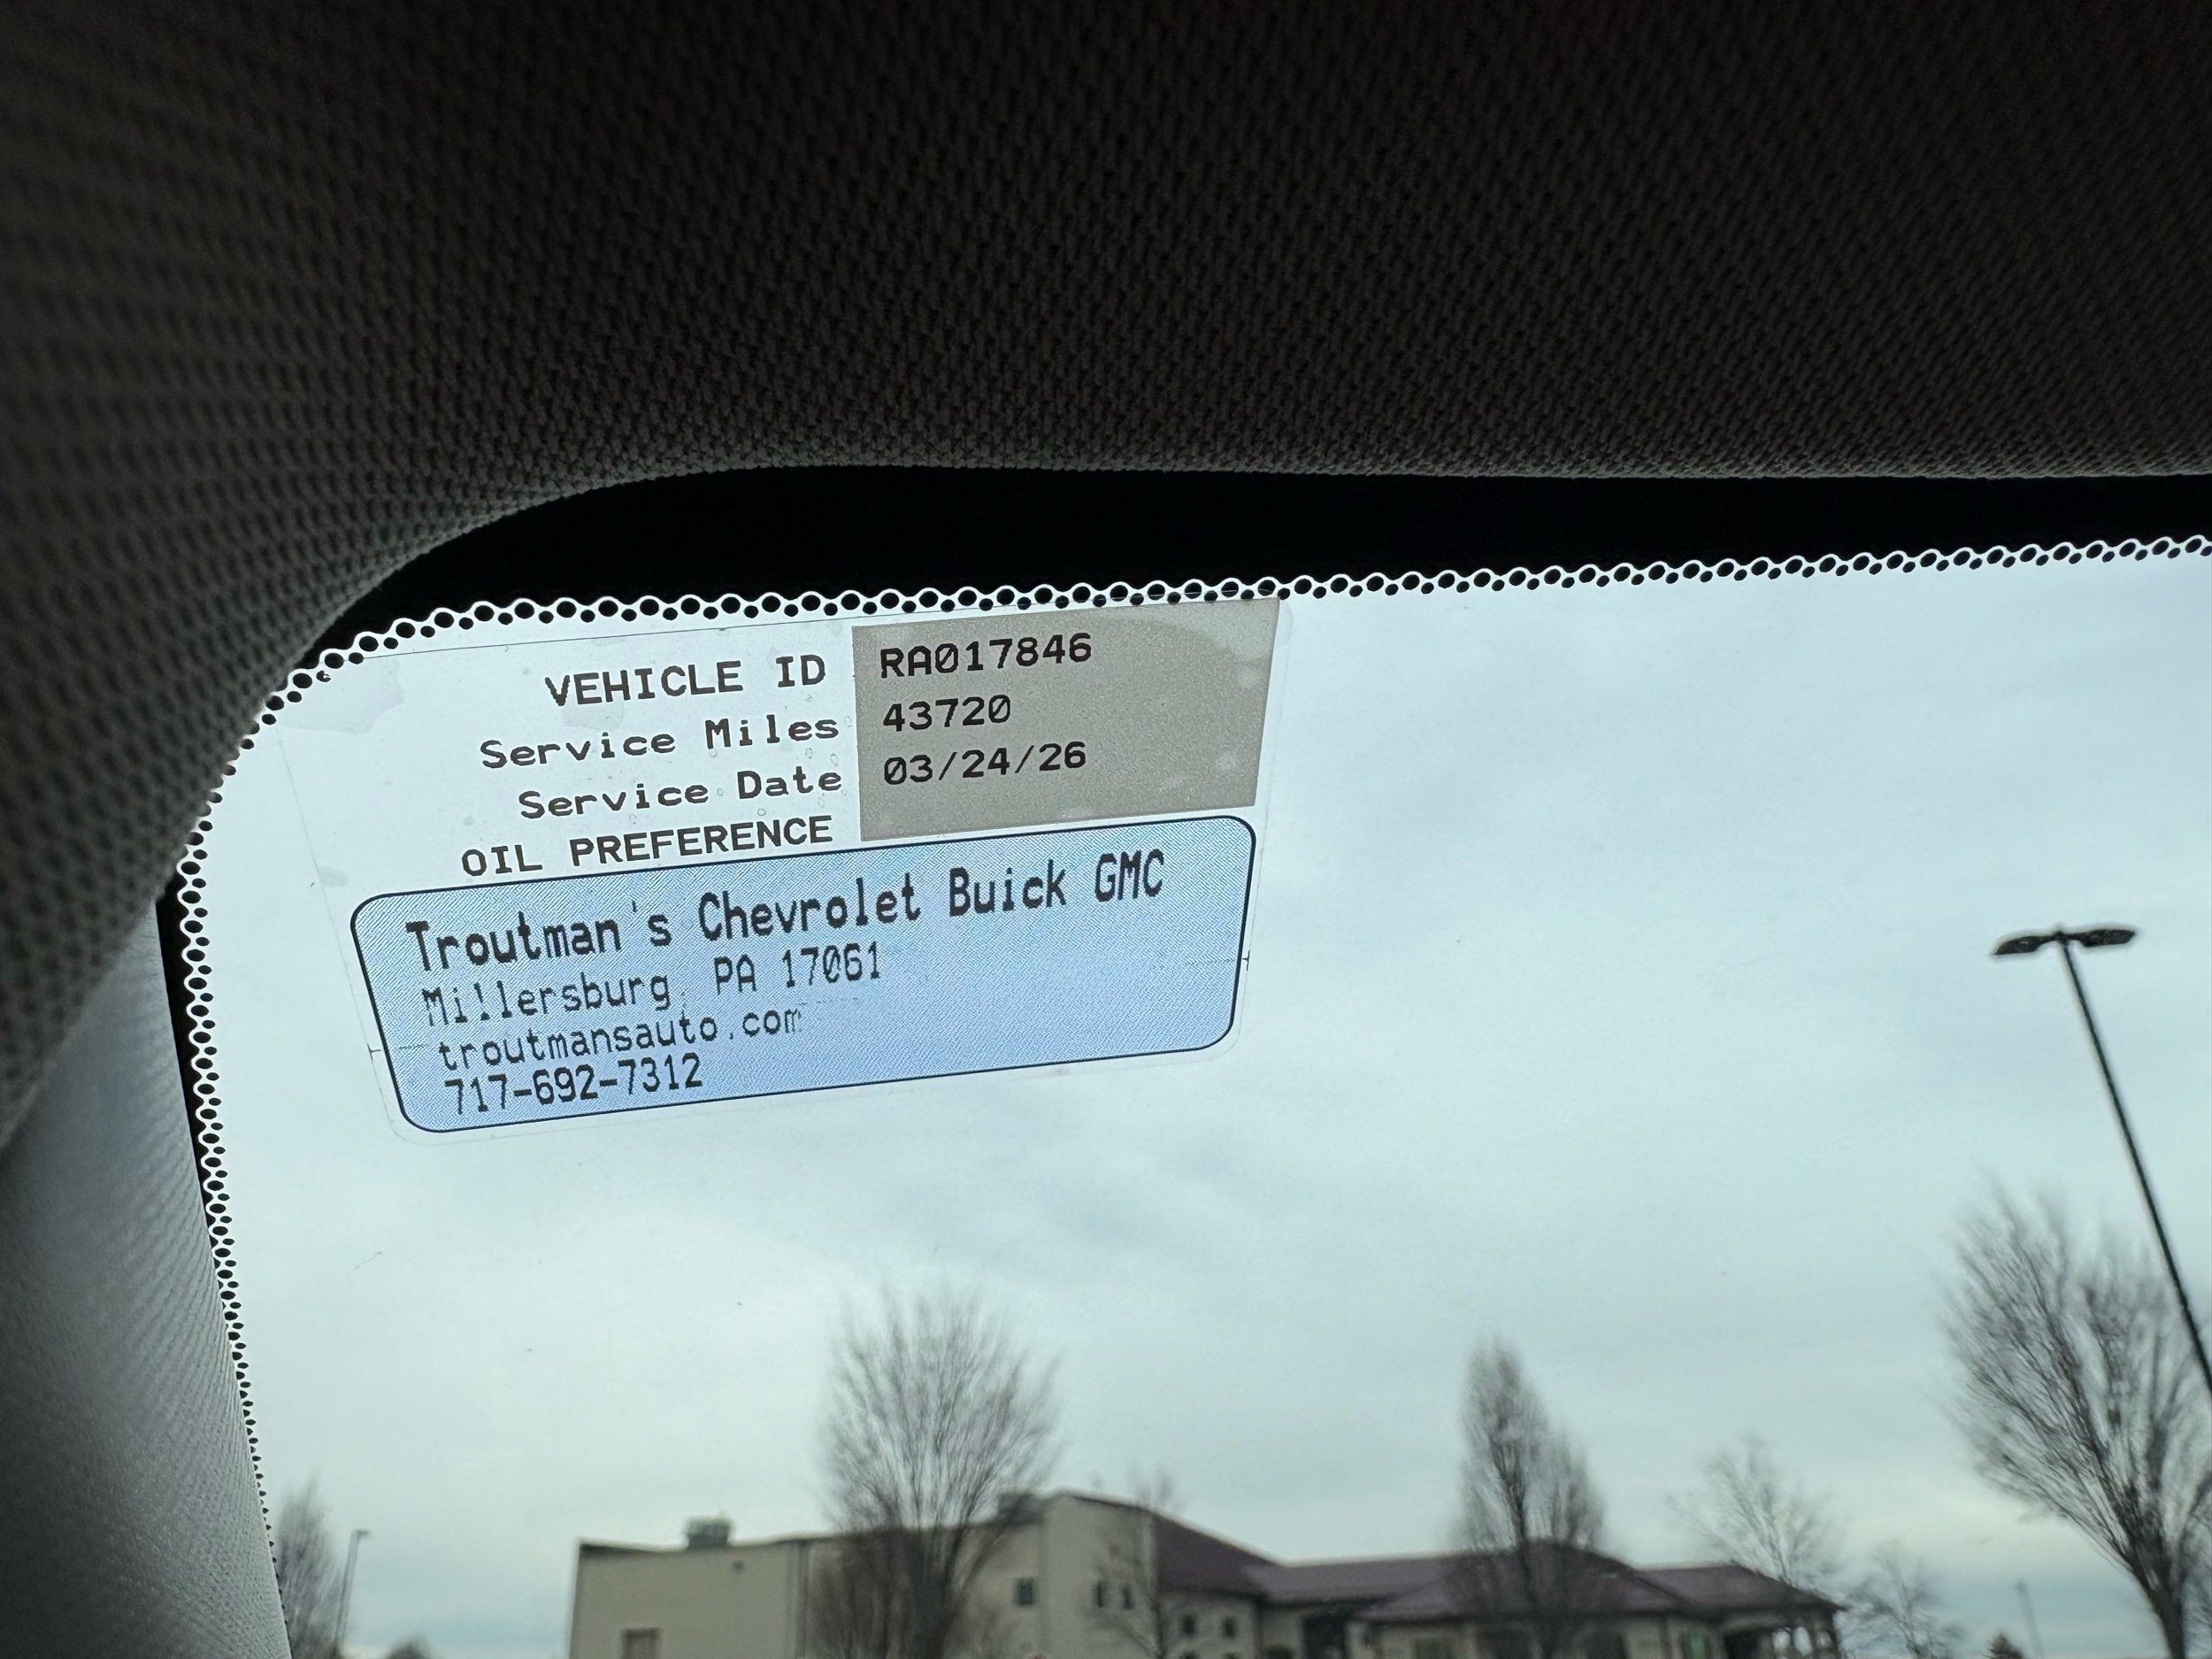 VEHICLE ID RA017846
Service Miles 43720
Service Date 03/24/26
OIL PREFERENCE
Troutman's Chevrolet Buick GMC
Millersburg, PA 17061
troutmansauto.com
717-692-7312